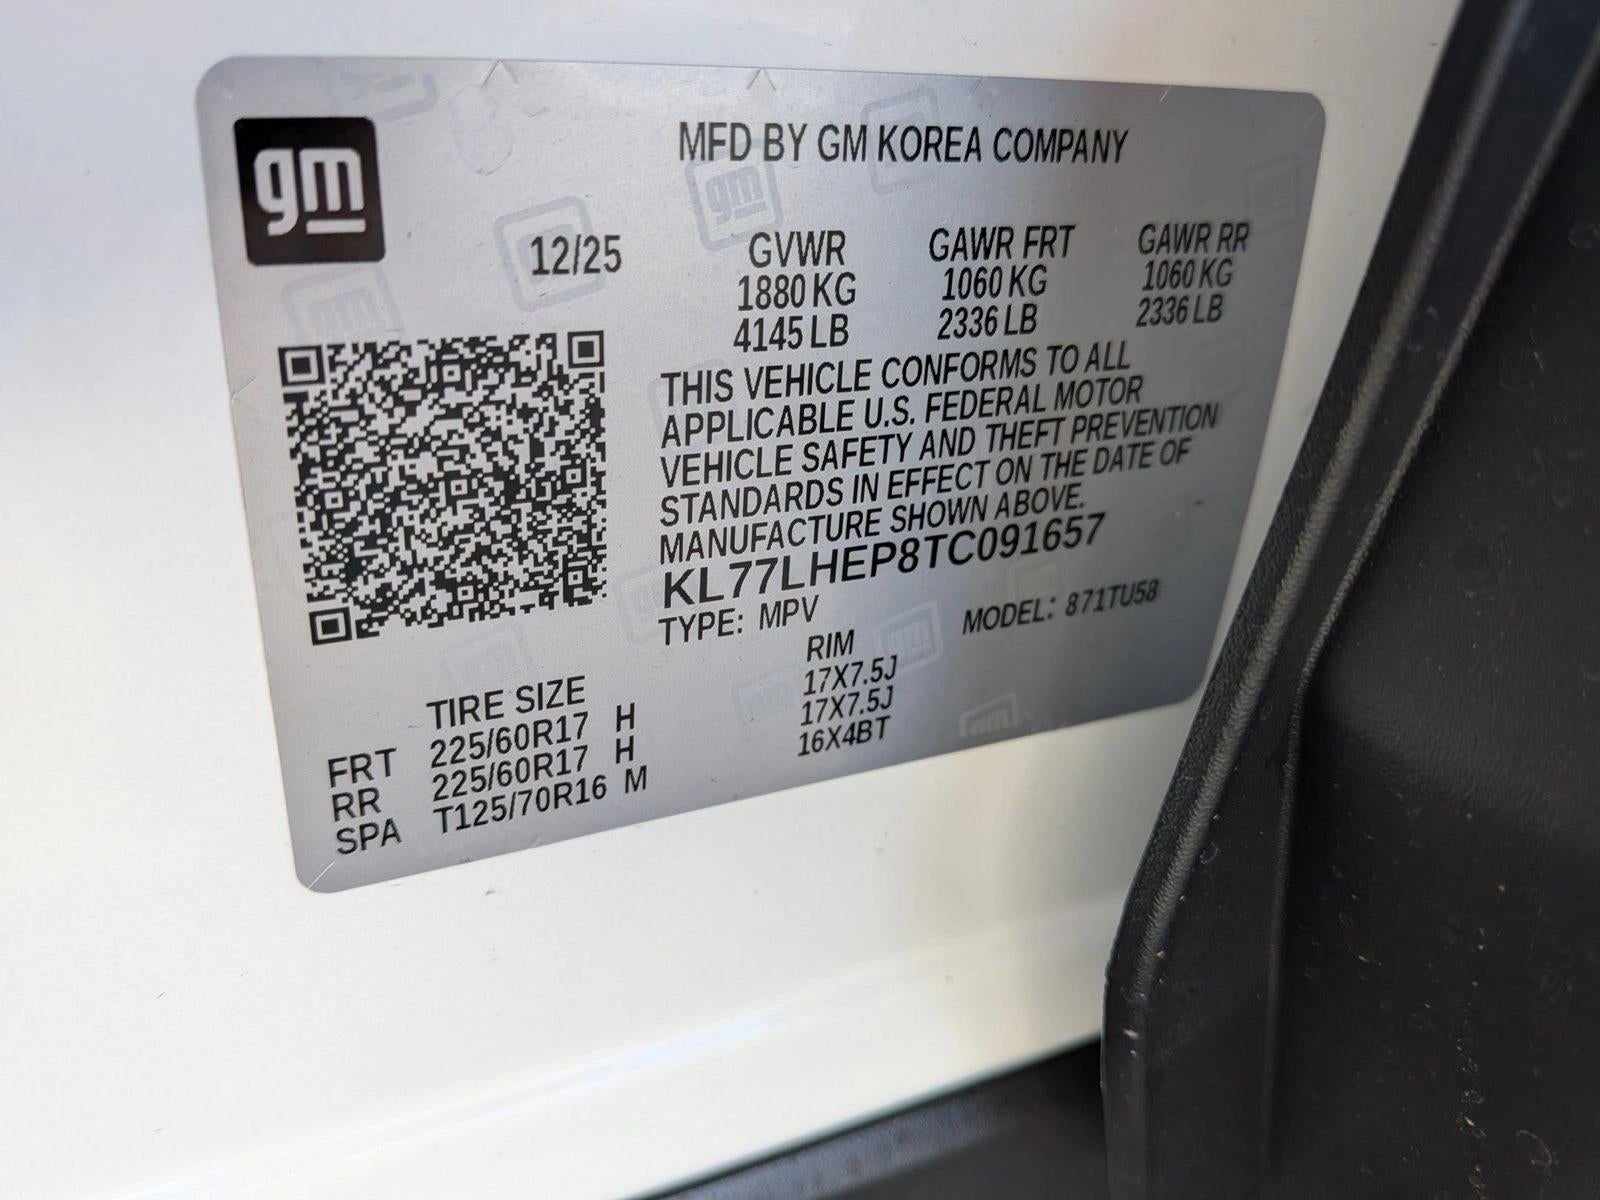 gm
MFD BY GM KOREA COMPANY
12/25 GVWR GAWR FRT GAWR RR
1880 KG 1060 KG 1060 KG
4145 LB 2336 LB 2336 LB
THIS VEHICLE CONFORMS TO ALL
APPLICABLE U.S. FEDERAL MOTOR
VEHICLE SAFETY AND THEFT PREVENTION
STANDARDS IN EFFECT ON THE DATE OF
MANUFACTURE SHOWN ABOVE.
KL77LHEP8TC091657
TYPE: MPV MODEL: 871TU58
TIRE SIZE RIM
FRT 225/60R17 H 17X7.5J
RR 225/60R17 H 17X7.5J
SPA T125/70R16 M 16X4BT